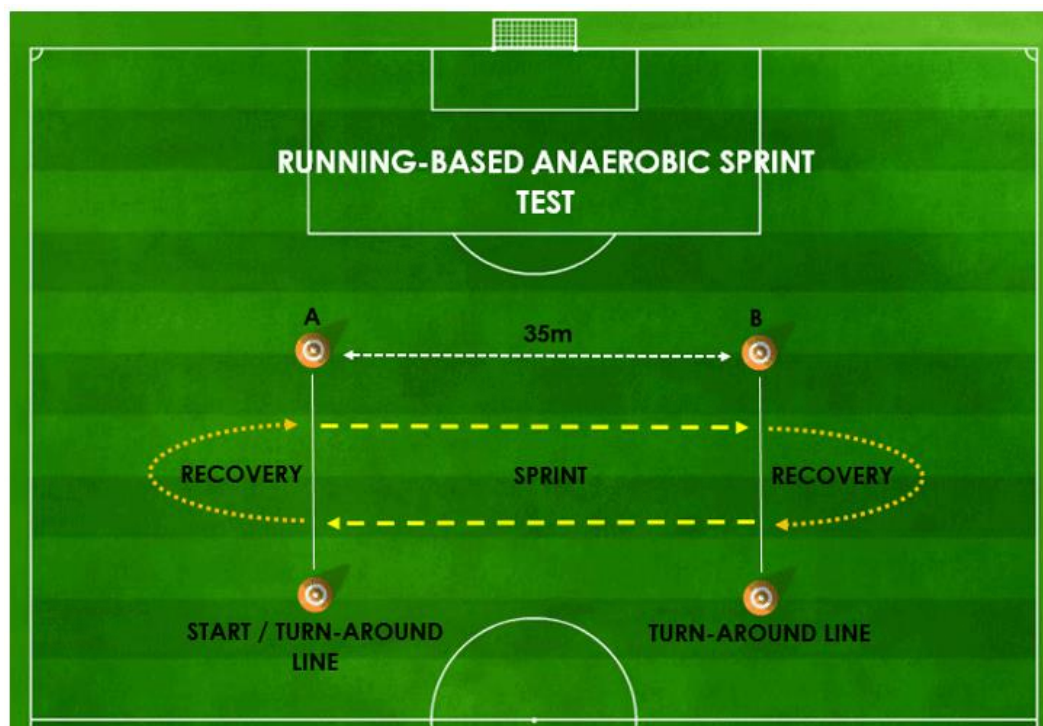 RUNNING-BASED ANAEROBIC SPRINT
TEST
A
B
35m
RECOVERY
SPRINT
RECOVERY
START / TURN-AROUND
LINE
TURN-AROUND LINE